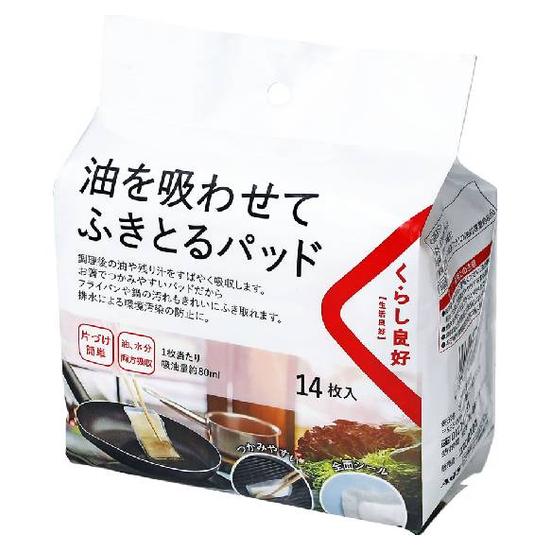 油を吸わせて
ふきとるパッド
調理後の油や残り汁をすばやく吸収します。
お箸でつかみやすいパッドだから
フライパンや鍋の汚れもきれいにふき取れます。
排水による環境汚染の防止に。
片づけ
簡単
油、水分
両方吸収
1枚当たり
吸油量約80ml
くらし良好
【生活良好】
14枚入
つかみやすい
全面シール